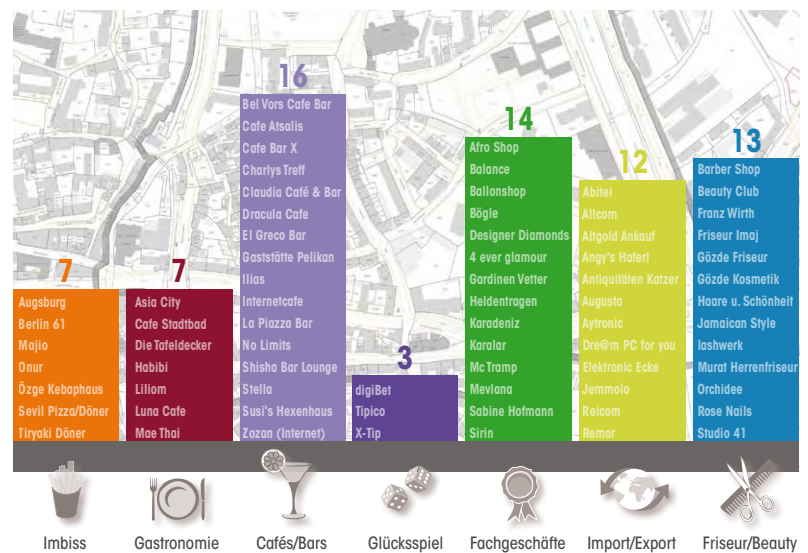 7
Augsburg
Berlin 61
Majio
Onur
Özge Kebaphaus
Sevil Pizza/Döner
Tiryaki Döner
Imbiss
7
Asia City
Cafe Stadtbad
Die Tafeldecker
Habibi
Liliom
Luna Cafe
Mae Thai
Gastronomie
16
Bel Vors Cafe Bar
Cafe Atsalis
Cafe Bar X
Charlys Treff
Claudia Café & Bar
Dracula Cafe
El Greco Bar
Gaststätte Pelikan
Ilias
Internetcafe
La Piazza Bar
No Limits
Shisha Bar Lounge
Stella
Susi's Hexenhaus
Zozan (Internet)
Cafés/Bars
3
digiBet
Tipico
X-Tip
Glücksspiel
14
Afro Shop
Balance
Ballonshop
Bögle
Designer Diamonds
4 ever glamour
Gardinen Vetter
Heldentragen
Karadeniz
Karalar
McTramp
Mevlana
Sabine Hofmann
Sirin
Fachgeschäfte
12
Abitel
Allcom
Altgold Ankauf
Angy's Haferl
Antiquitäten Katzer
Augusta
Aytronic
Dre@m PC for you
Elektronic Ecke
Jemmolo
Reicom
Remar
Import/Export
13
Barber Shop
Beauty Club
Franz Wirth
Friseur Imaj
Gözde Friseur
Gözde Kosmetik
Haare u. Schönheit
Jamaican Style
lashwerk
Murat Herrenfriseur
Orchidee
Rose Nails
Studio 41
Friseur/Beauty